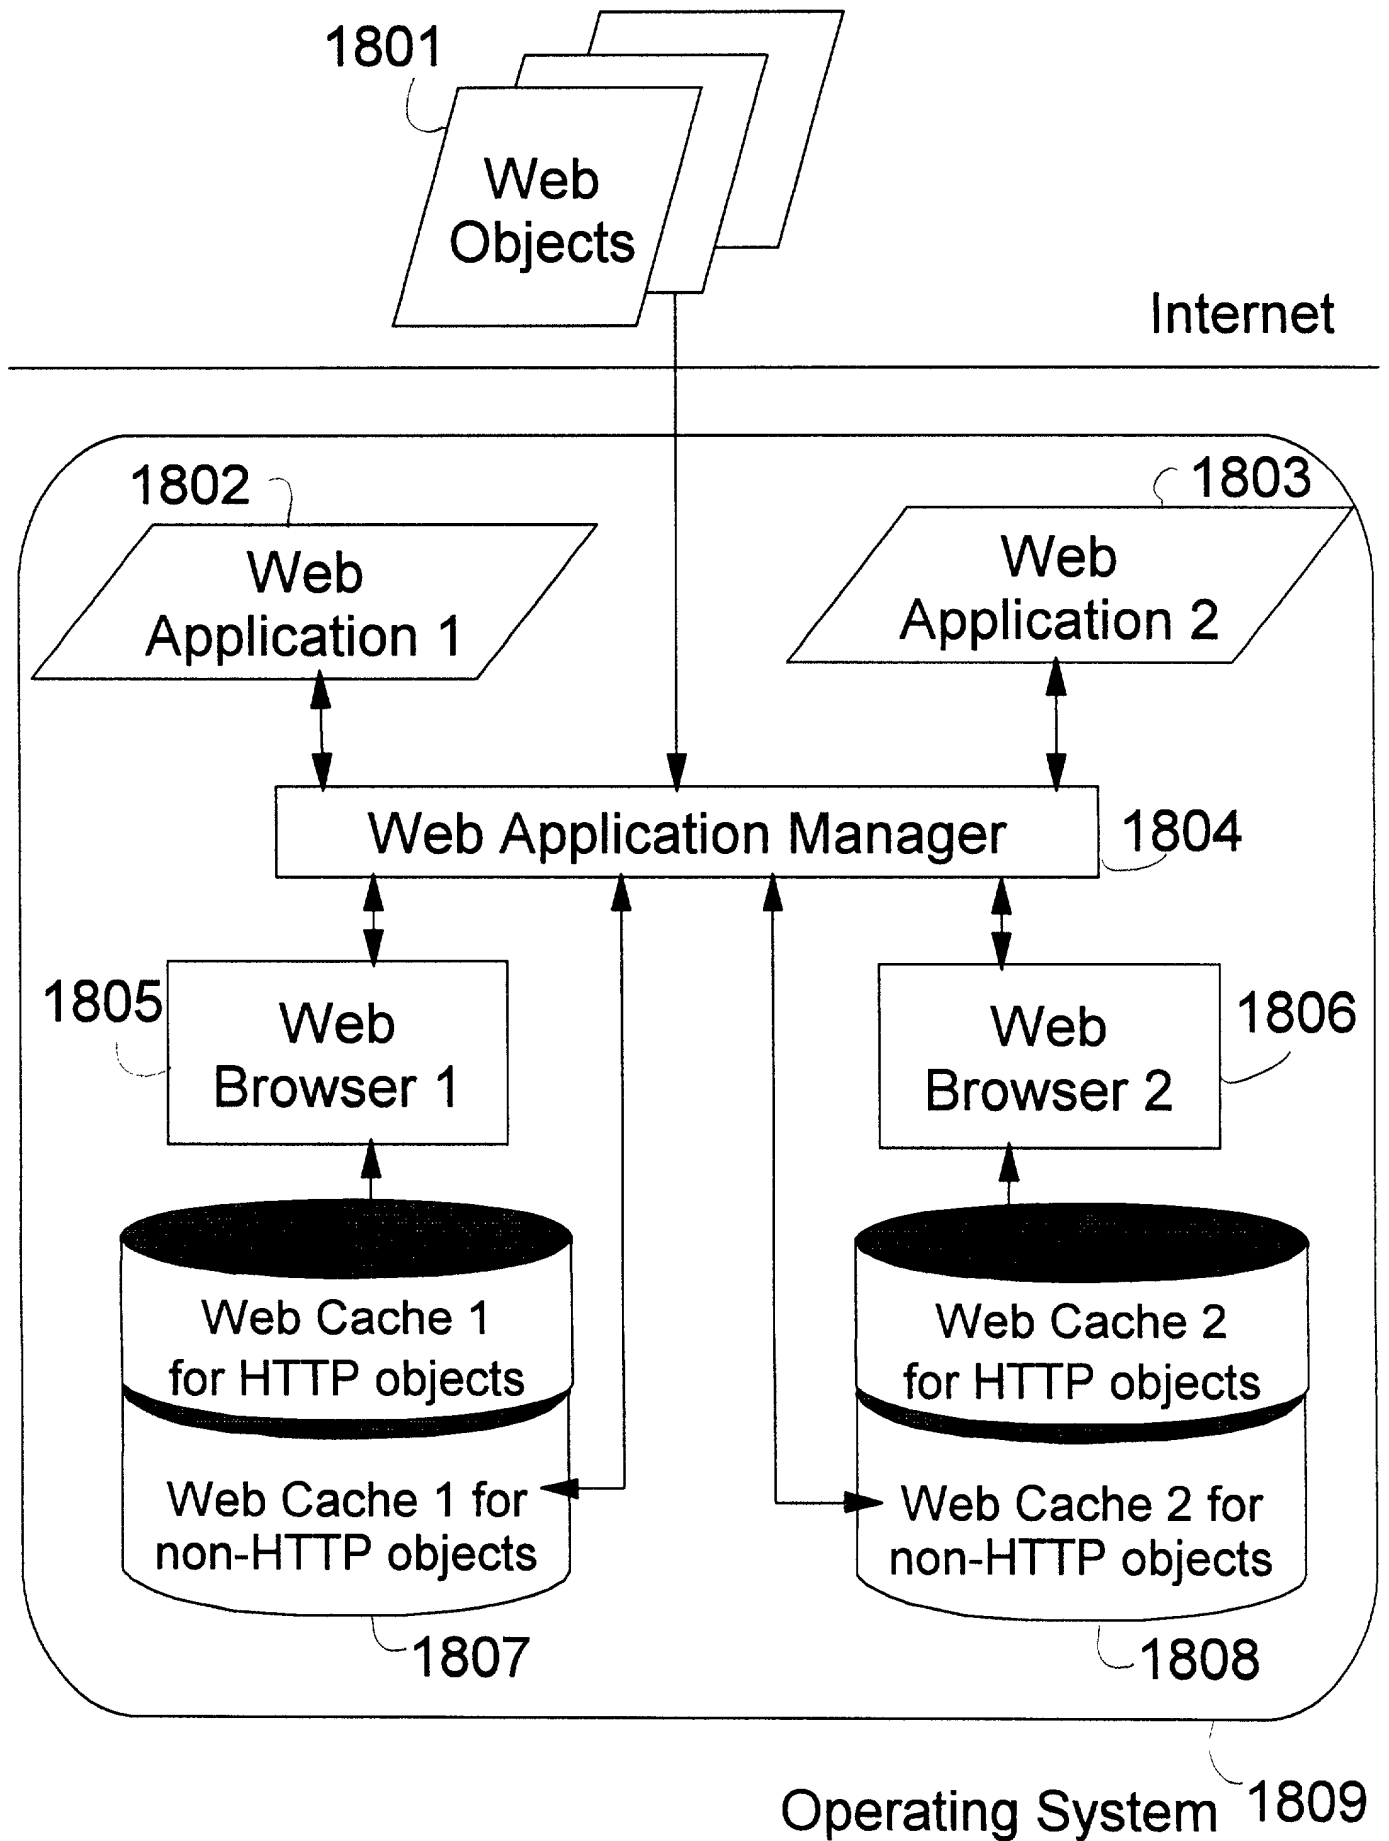 1801
Web
Objects
Internet
1802
1803
Web
Application 1
Web
Application 2
Web Application Manager
1804
1805
Web
Browser 1
Web
Browser 2
1806
Web Cache 1
for HTTP objects
Web Cache 2
for HTTP objects
Web Cache 1 for
non-HTTP objects
Web Cache 2 for
non-HTTP objects
1807
1808
Operating System
1809